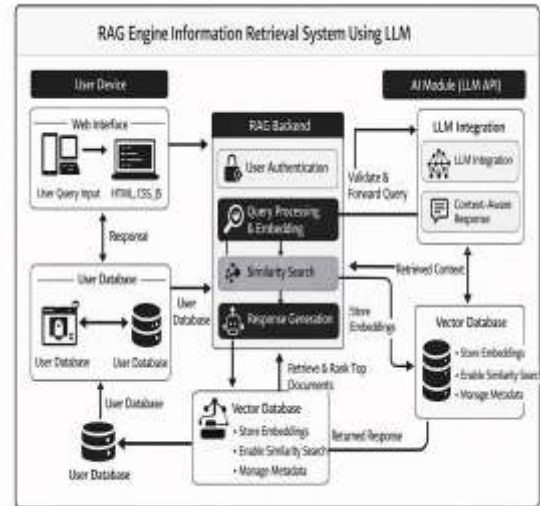 RAG Engine Information Retrieval System Using LLM
User Device
Web Interface
User Query Input
HTML, CSS, JS
Response
User Database
User Database
User Database
User Database
User Database
User Database
RAG Backend
User Authentication
Query Processing
& Embedding
Similarity Search
Response Generation
Validate &
Forward Query
Retrieved Context
Store
Embeddings
Retrieve & Rank Top
Documents
Returned Response
Vector Database
• Store Embeddings
• Enable Similarity Search
• Manage Metadata
AI Module (LLM API)
LLM Integration
LLM Integration
Context-Aware
Response
Vector Database
• Store Embeddings
• Enable Similarity Searc
• Manage Metadata